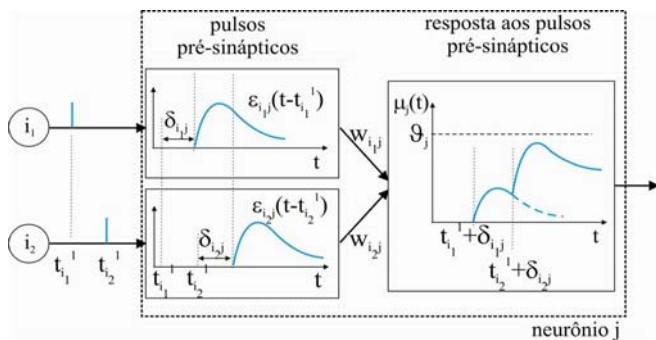 pulsos
pré-sinápticos
resposta aos pulsos
pré-sinápticos
i₁
δᵢ₁ⱼ
εᵢ₁ⱼ(t-tᵢ₁¹)
t
wᵢ₁ⱼ
μⱼ(t)
ϑⱼ
i₂
tᵢ₁¹
tᵢ₂¹
δᵢ₂ⱼ
εᵢ₂ⱼ(t-tᵢ₂¹)
tᵢ₁¹
tᵢ₂¹
t
wᵢ₂ⱼ
tᵢ₁¹+δᵢ₁ⱼ
t
tᵢ₂¹+δᵢ₂ⱼ
neurônio j